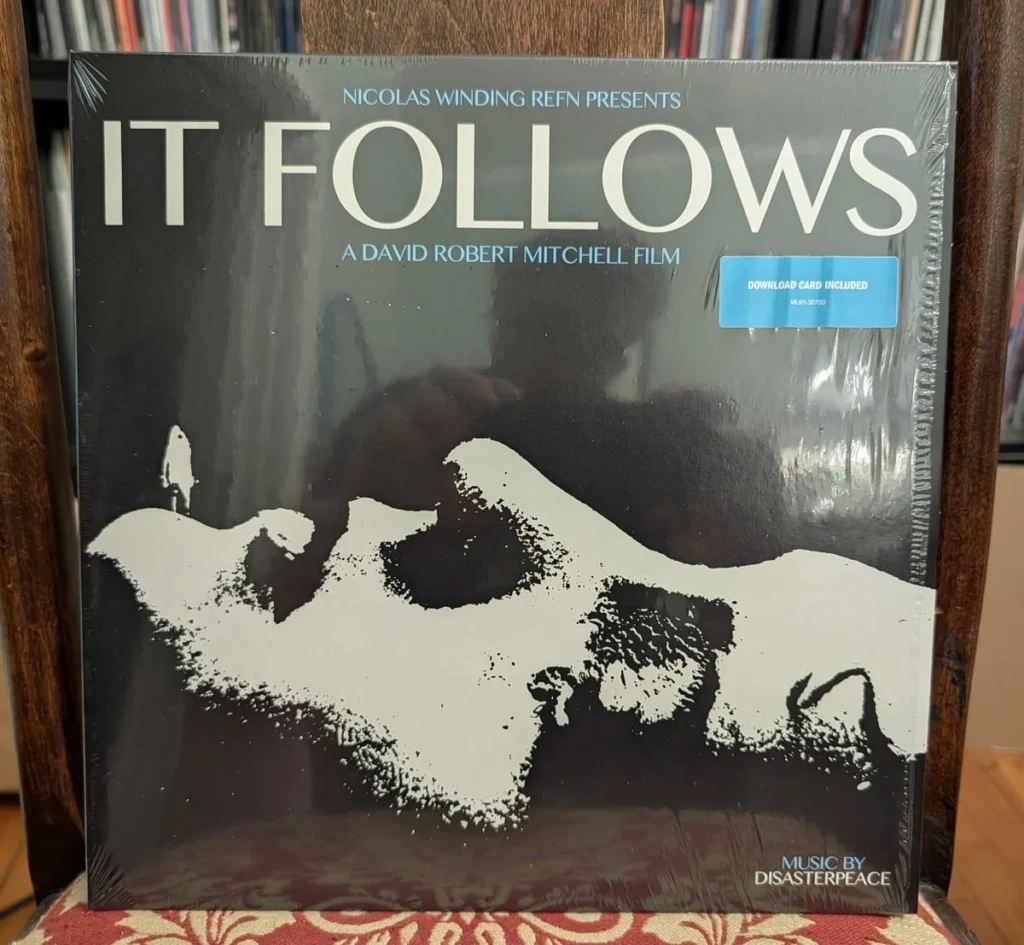 NICOLAS WINDING REFN PRESENTS
IT FOLLOWS
A DAVID ROBERT MITCHELL FILM
DOWNLOAD CARD INCLUDED
MUSIC BY
DISASTERPEACE